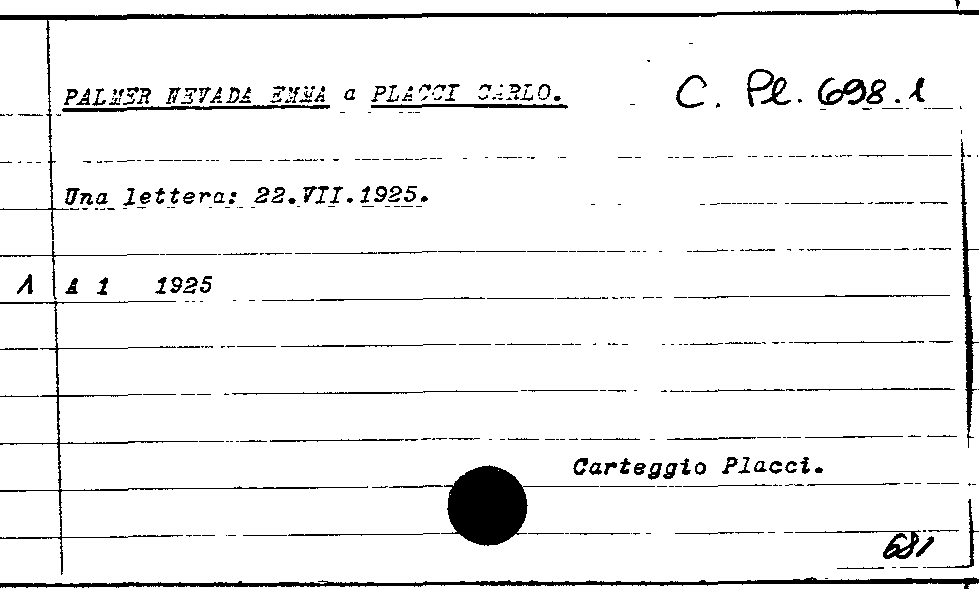 PALMER NEVADA EMMA a PLACCI CARLO. C. Pl. 698.1
Una lettera: 22.VII.1925.
1 A 1 1925
Carteggio Placci.
681